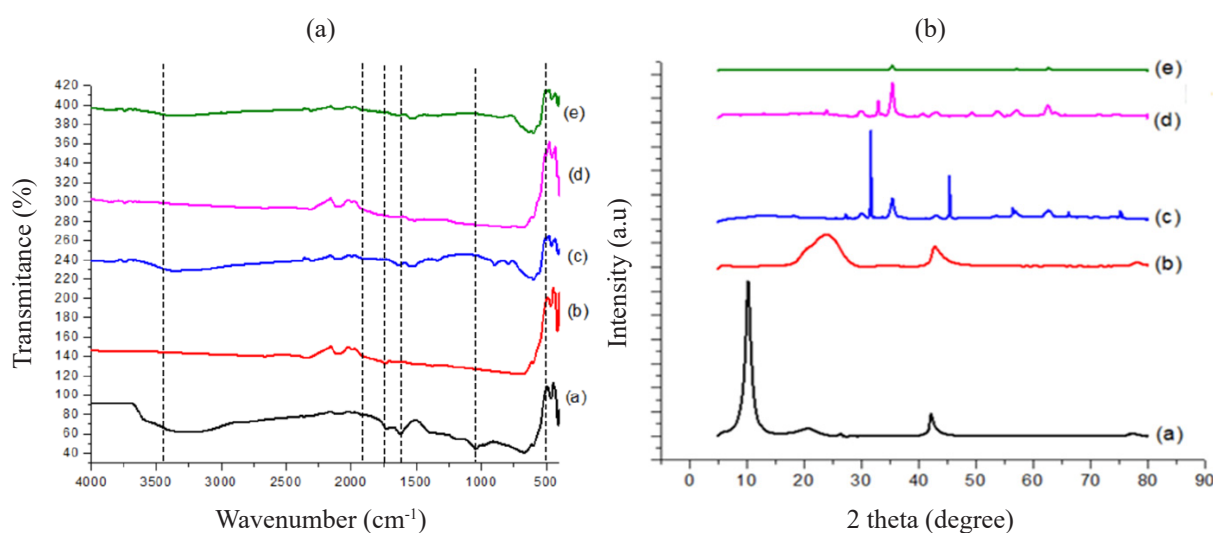 (a)
420
400
380
360
340
320
300
280
260
240
220
200
180
160
140
120
100
80
60
40
Transmitance (%)
(e)
(d)
(c)
(b)
(a)
4000 3500 3000 2500 2000 1500 1000 500
Wavenumber (cm-1)
(b)
Intensity (a.u)
(e)
(d)
(c)
(b)
(a)
0 10 20 30 40 50 60 70 80 90
2 theta (degree)